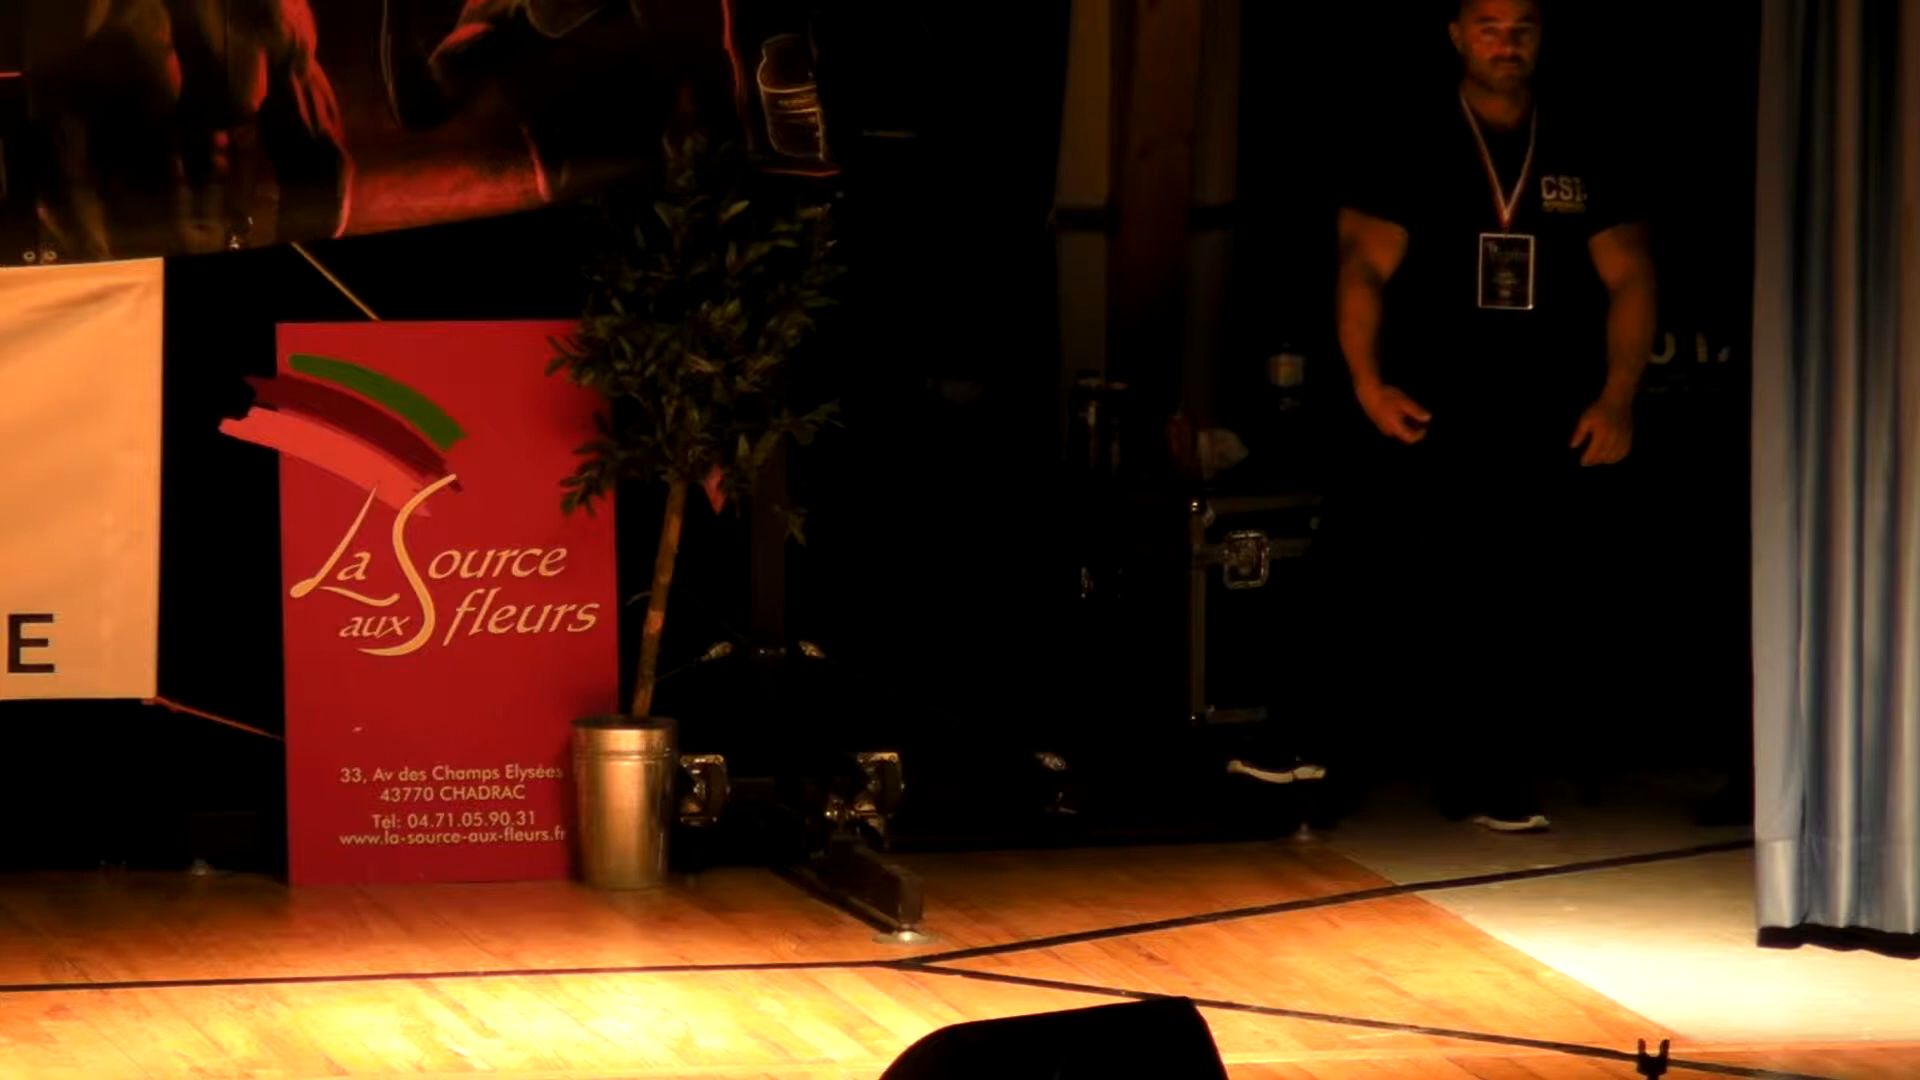 E
La Source
aux fleurs
33, Av des Champs Elysées
43770 CHADRAC
Tél: 04.71.05.90.31
www.la-source-aux-fleurs.fr